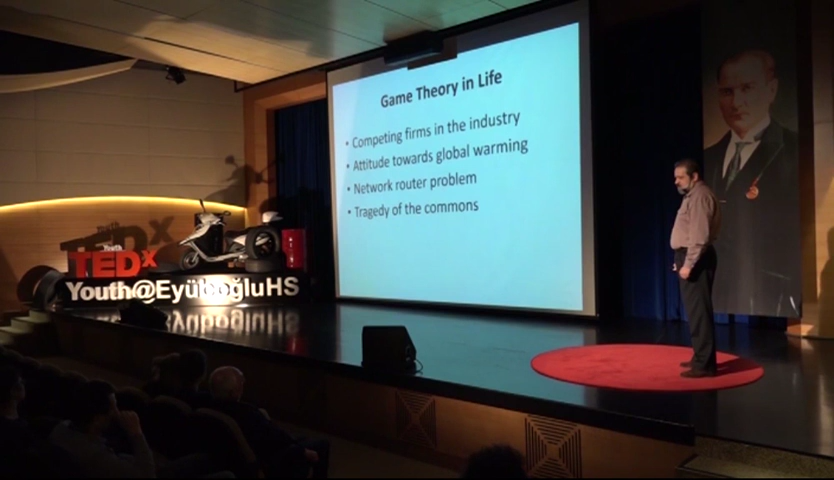 Game Theory in Life
• Competing firms in the industry
• Attitude towards global warming
• Network router problem
• Tragedy of the commons
Youth
TEDx
Youth@EyüboğluHS